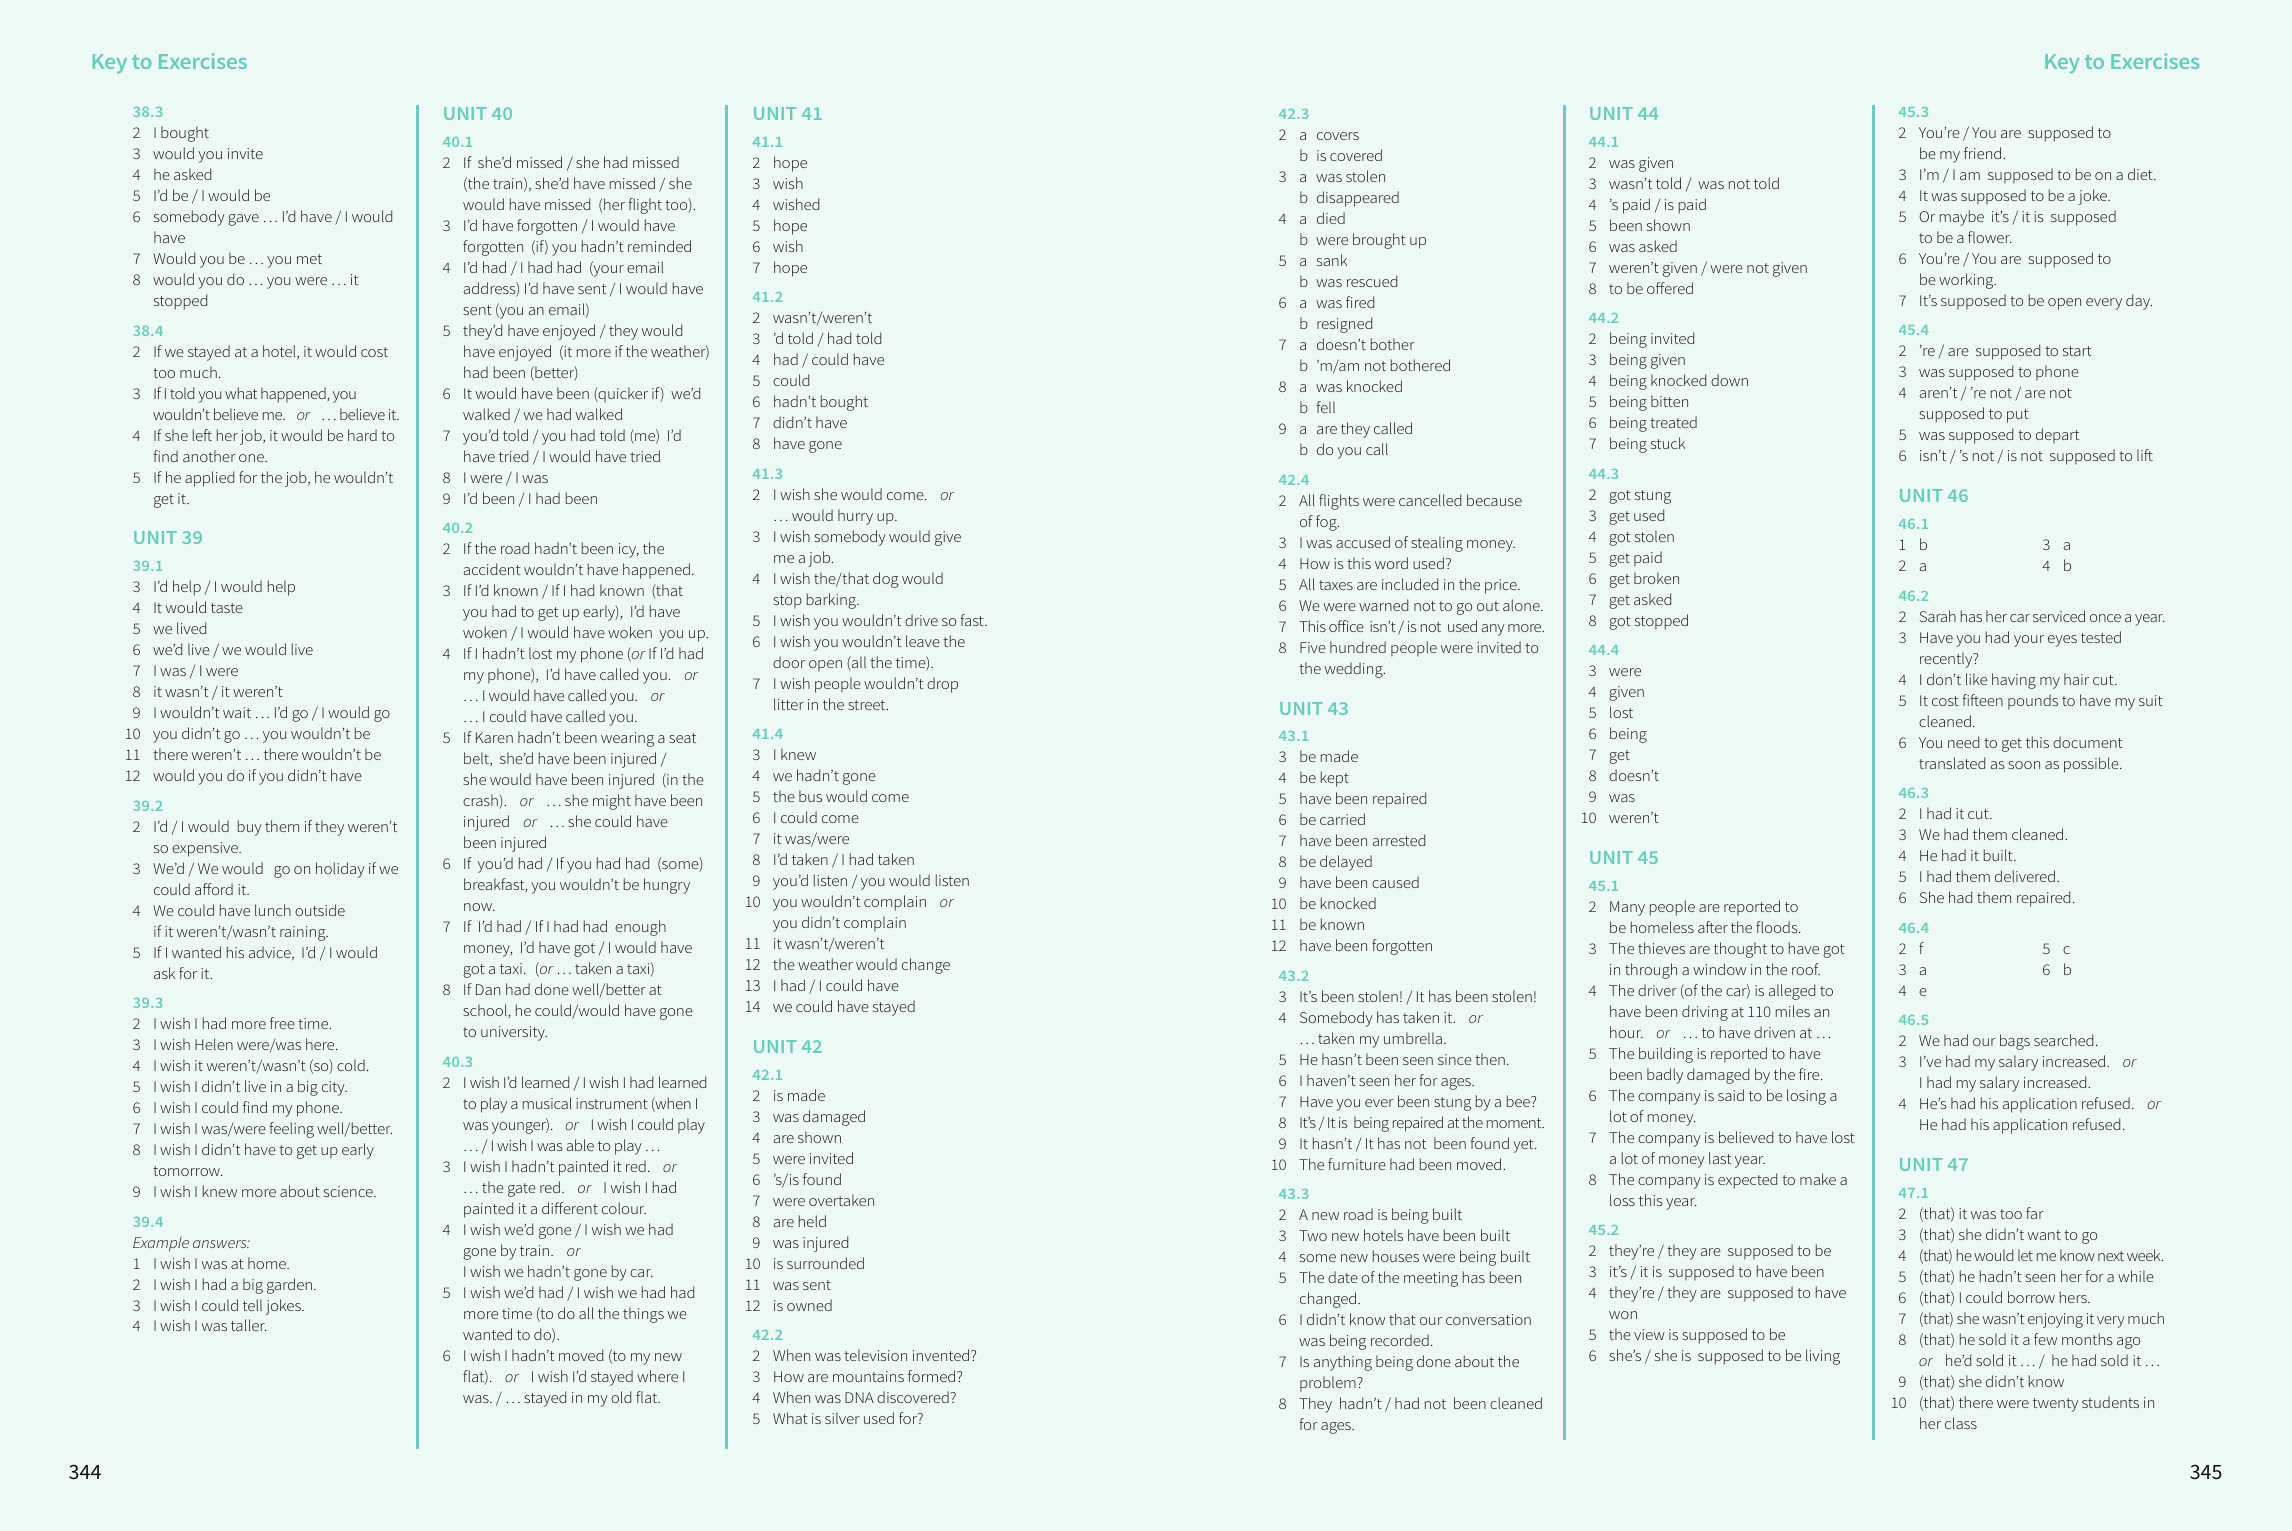 Key to Exercises
38.3
2 I bought
3 would you invite
4 he asked
5 I’d be / I would be
6 somebody gave … I’d have / I would
have
7 Would you be … you met
8 would you do … you were … it
stopped
38.4
2 If we stayed at a hotel, it would cost
too much.
3 If I told you what happened, you
wouldn’t believe me. or … believe it.
4 If she left her job, it would be hard to
find another one.
5 If he applied for the job, he wouldn’t
get it.
UNIT 39
39.1
3 I’d help / I would help
4 It would taste
5 we lived
6 we’d live / we would live
7 I was / I were
8 it wasn’t / it weren’t
9 I wouldn’t wait … I’d go / I would go
10 you didn’t go … you wouldn’t be
11 there weren’t … there wouldn’t be
12 would you do if you didn’t have
39.2
2 I’d / I would buy them if they weren’t
so expensive.
3 We’d / We would go on holiday if we
could afford it.
4 We could have lunch outside
if it weren’t/wasn’t raining.
5 If I wanted his advice, I’d / I would
ask for it.
39.3
2 I wish I had more free time.
3 I wish Helen were/was here.
4 I wish it weren’t/wasn’t (so) cold.
5 I wish I didn’t live in a big city.
6 I wish I could find my phone.
7 I wish I was/were feeling well/better.
8 I wish I didn’t have to get up early
tomorrow.
9 I wish I knew more about science.
39.4
Example answers:
1 I wish I was at home.
2 I wish I had a big garden.
3 I wish I could tell jokes.
4 I wish I was taller.
UNIT 40
40.1
2 If she’d missed / she had missed
(the train), she’d have missed / she
would have missed (her flight too).
3 I’d have forgotten / I would have
forgotten (if) you hadn’t reminded
4 I’d had / I had had (your email
address) I’d have sent / I would have
sent (you an email)
5 they’d have enjoyed / they would
have enjoyed (it more if the weather)
had been (better)
6 It would have been (quicker if) we’d
walked / we had walked
7 you’d told / you had told (me) I’d
have tried / I would have tried
8 I were / I was
9 I’d been / I had been
40.2
2 If the road hadn’t been icy, the
accident wouldn’t have happened.
3 If I’d known / If I had known (that
you had to get up early), I’d have
woken / I would have woken you up.
4 If I hadn’t lost my phone (or If I’d had
my phone), I’d have called you. or
… I would have called you. or
… I could have called you.
5 If Karen hadn’t been wearing a seat
belt, she’d have been injured /
she would have been injured (in the
crash). or … she might have been
injured or … she could have
been injured
6 If you’d had / If you had had (some)
breakfast, you wouldn’t be hungry
now.
7 If I’d had / If I had had enough
money, I’d have got / I would have
got a taxi. (or … taken a taxi)
8 If Dan had done well/better at
school, he could/would have gone
to university.
40.3
2 I wish I’d learned / I wish I had learned
to play a musical instrument (when I
was younger). or I wish I could play
… / I wish I was able to play …
3 I wish I hadn’t painted it red. or
… the gate red. or I wish I had
painted it a different colour.
4 I wish we’d gone / I wish we had
gone by train. or
I wish we hadn’t gone by car.
5 I wish we’d had / I wish we had had
more time (to do all the things we
wanted to do).
6 I wish I hadn’t moved (to my new
flat). or I wish I’d stayed where I
was. / … stayed in my old flat.
UNIT 41
41.1
2 hope
3 wish
4 wished
5 hope
6 wish
7 hope
41.2
2 wasn’t/weren’t
3 ’d told / had told
4 had / could have
5 could
6 hadn’t bought
7 didn’t have
8 have gone
41.3
2 I wish she would come. or
… would hurry up.
3 I wish somebody would give
me a job.
4 I wish the/that dog would
stop barking.
5 I wish you wouldn’t drive so fast.
6 I wish you wouldn’t leave the
door open (all the time).
7 I wish people wouldn’t drop
litter in the street.
41.4
3 I knew
4 we hadn’t gone
5 the bus would come
6 I could come
7 it was/were
8 I’d taken / I had taken
9 you’d listen / you would listen
10 you wouldn’t complain or
you didn’t complain
11 it wasn’t/weren’t
12 the weather would change
13 I had / I could have
14 we could have stayed
UNIT 42
42.1
2 is made
3 was damaged
4 are shown
5 were invited
6 ’s/is found
7 were overtaken
8 are held
9 was injured
10 is surrounded
11 was sent
12 is owned
42.2
2 When was television invented?
3 How are mountains formed?
4 When was DNA discovered?
5 What is silver used for?
344
Key to Exercises
42.3
2 a covers
b is covered
3 a was stolen
b disappeared
4 a died
b were brought up
5 a sank
b was rescued
6 a was fired
b resigned
7 a doesn’t bother
b ’m/am not bothered
8 a was knocked
b fell
9 a are they called
b do you call
42.4
2 All flights were cancelled because
of fog.
3 I was accused of stealing money.
4 How is this word used?
5 All taxes are included in the price.
6 We were warned not to go out alone.
7 This office isn’t / is not used any more.
8 Five hundred people were invited to
the wedding.
UNIT 43
43.1
3 be made
4 be kept
5 have been repaired
6 be carried
7 have been arrested
8 be delayed
9 have been caused
10 be knocked
11 be known
12 have been forgotten
43.2
3 It’s been stolen! / It has been stolen!
4 Somebody has taken it. or
… taken my umbrella.
5 He hasn’t been seen since then.
6 I haven’t seen her for ages.
7 Have you ever been stung by a bee?
8 It’s / It is being repaired at the moment.
9 It hasn’t / It has not been found yet.
10 The furniture had been moved.
43.3
2 A new road is being built
3 Two new hotels have been built
4 some new houses were being built
5 The date of the meeting has been
changed.
6 I didn’t know that our conversation
was being recorded.
7 Is anything being done about the
problem?
8 They hadn’t / had not been cleaned
for ages.
UNIT 44
44.1
2 was given
3 wasn’t told / was not told
4 ’s paid / is paid
5 been shown
6 was asked
7 weren’t given / were not given
8 to be offered
44.2
2 being invited
3 being given
4 being knocked down
5 being bitten
6 being treated
7 being stuck
44.3
2 got stung
3 get used
4 got stolen
5 get paid
6 get broken
7 get asked
8 got stopped
44.4
3 were
4 given
5 lost
6 being
7 get
8 doesn’t
9 was
10 weren’t
UNIT 45
45.1
2 Many people are reported to
be homeless after the floods.
3 The thieves are thought to have got
in through a window in the roof.
4 The driver (of the car) is alleged to
have been driving at 110 miles an
hour. or … to have driven at …
5 The building is reported to have
been badly damaged by the fire.
6 The company is said to be losing a
lot of money.
7 The company is believed to have lost
a lot of money last year.
8 The company is expected to make a
loss this year.
45.2
2 they’re / they are supposed to be
3 it’s / it is supposed to have been
4 they’re / they are supposed to have
won
5 the view is supposed to be
6 she’s / she is supposed to be living
45.3
2 You’re / You are supposed to
be my friend.
3 I’m / I am supposed to be on a diet.
4 It was supposed to be a joke.
5 Or maybe it’s / it is supposed
to be a flower.
6 You’re / You are supposed to
be working.
7 It’s supposed to be open every day.
45.4
2 ’re / are supposed to start
3 was supposed to phone
4 aren’t / ’re not / are not
supposed to put
5 was supposed to depart
6 isn’t / ’s not / is not supposed to lift
UNIT 46
46.1
1 b 3 a
2 a 4 b
46.2
2 Sarah has her car serviced once a year.
3 Have you had your eyes tested
recently?
4 I don’t like having my hair cut.
5 It cost fifteen pounds to have my suit
cleaned.
6 You need to get this document
translated as soon as possible.
46.3
2 I had it cut.
3 We had them cleaned.
4 He had it built.
5 I had them delivered.
6 She had them repaired.
46.4
2 f 5 c
3 a 6 b
4 e
46.5
2 We had our bags searched.
3 I’ve had my salary increased. or
I had my salary increased.
4 He’s had his application refused. or
He had his application refused.
UNIT 47
47.1
2 (that) it was too far
3 (that) she didn’t want to go
4 (that) he would let me know next week.
5 (that) he hadn’t seen her for a while
6 (that) I could borrow hers.
7 (that) she wasn’t enjoying it very much
8 (that) he sold it a few months ago
or he’d sold it … / he had sold it …
9 (that) she didn’t know
10 (that) there were twenty students in
her class
345